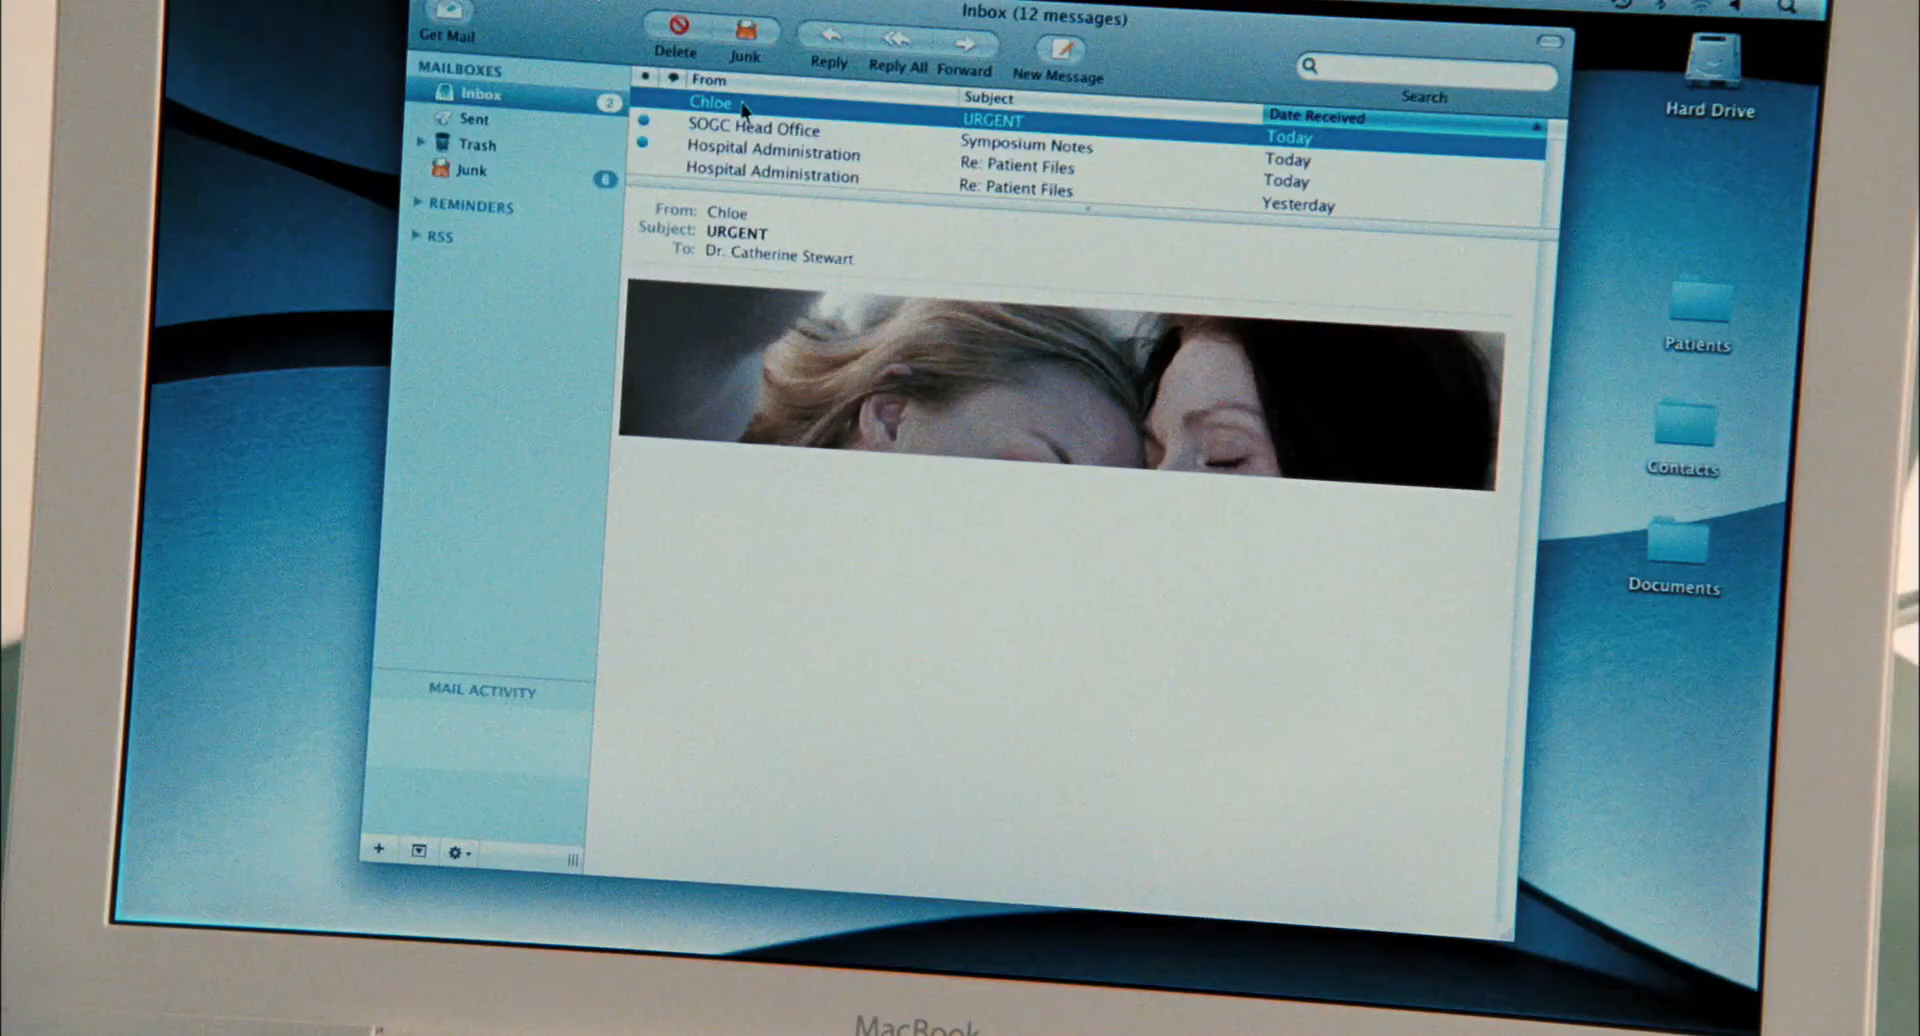 Inbox (12 messages)
Get Mail
Delete
Junk
Reply
Reply All
Forward
New Message
Search
MAILBOXES
Inbox
2
Sent
Trash
Junk
6
REMINDERS
RSS
From
Subject
Date Received
Chloe
URGENT
Today
SOGC Head Office
Symposium Notes
Today
Hospital Administration
Re: Patient Files
Today
Hospital Administration
Re: Patient Files
Yesterday
From: Chloe
Subject: URGENT
To: Dr. Catherine Stewart
MAIL ACTIVITY
Hard Drive
Patients
Contacts
Documents
MacBook